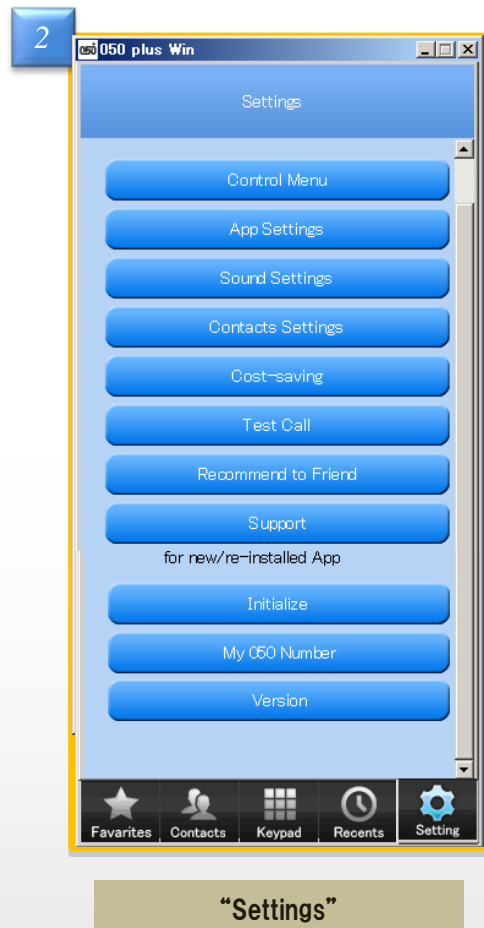 2
050 050 plus Win
Settings
Control Menu
App Settings
Sound Settings
Contacts Settings
Cost-saving
Test Call
Recommend to Friend
Support
for new/re-installed App
Initialize
My 050 Number
Version
Favarites Contacts Keypad Recents Setting
“Settings”